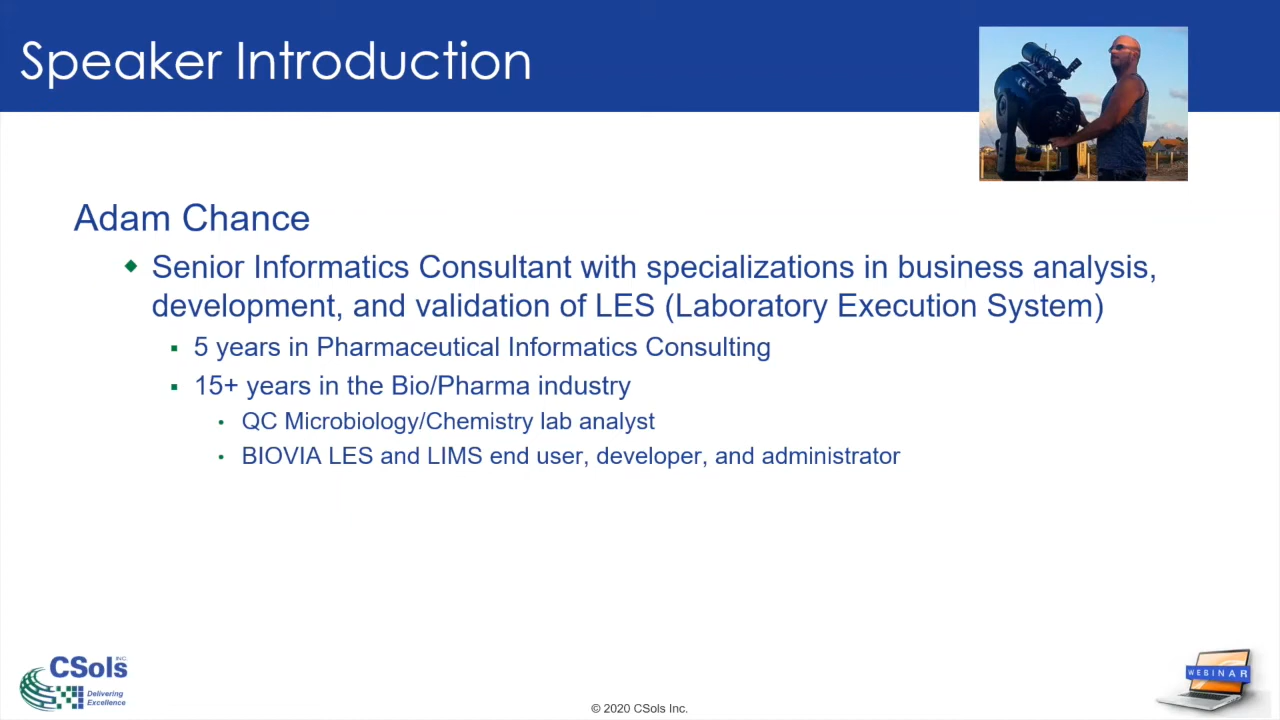 Speaker Introduction
Adam Chance
Senior Informatics Consultant with specializations in business analysis,
development, and validation of LES (Laboratory Execution System)
5 years in Pharmaceutical Informatics Consulting
15+ years in the Bio/Pharma industry
QC Microbiology/Chemistry lab analyst
BIOVIA LES and LIMS end user, developer, and administrator
CSols INC.
Delivering
Excellence
© 2020 CSols Inc.
WEBINAR